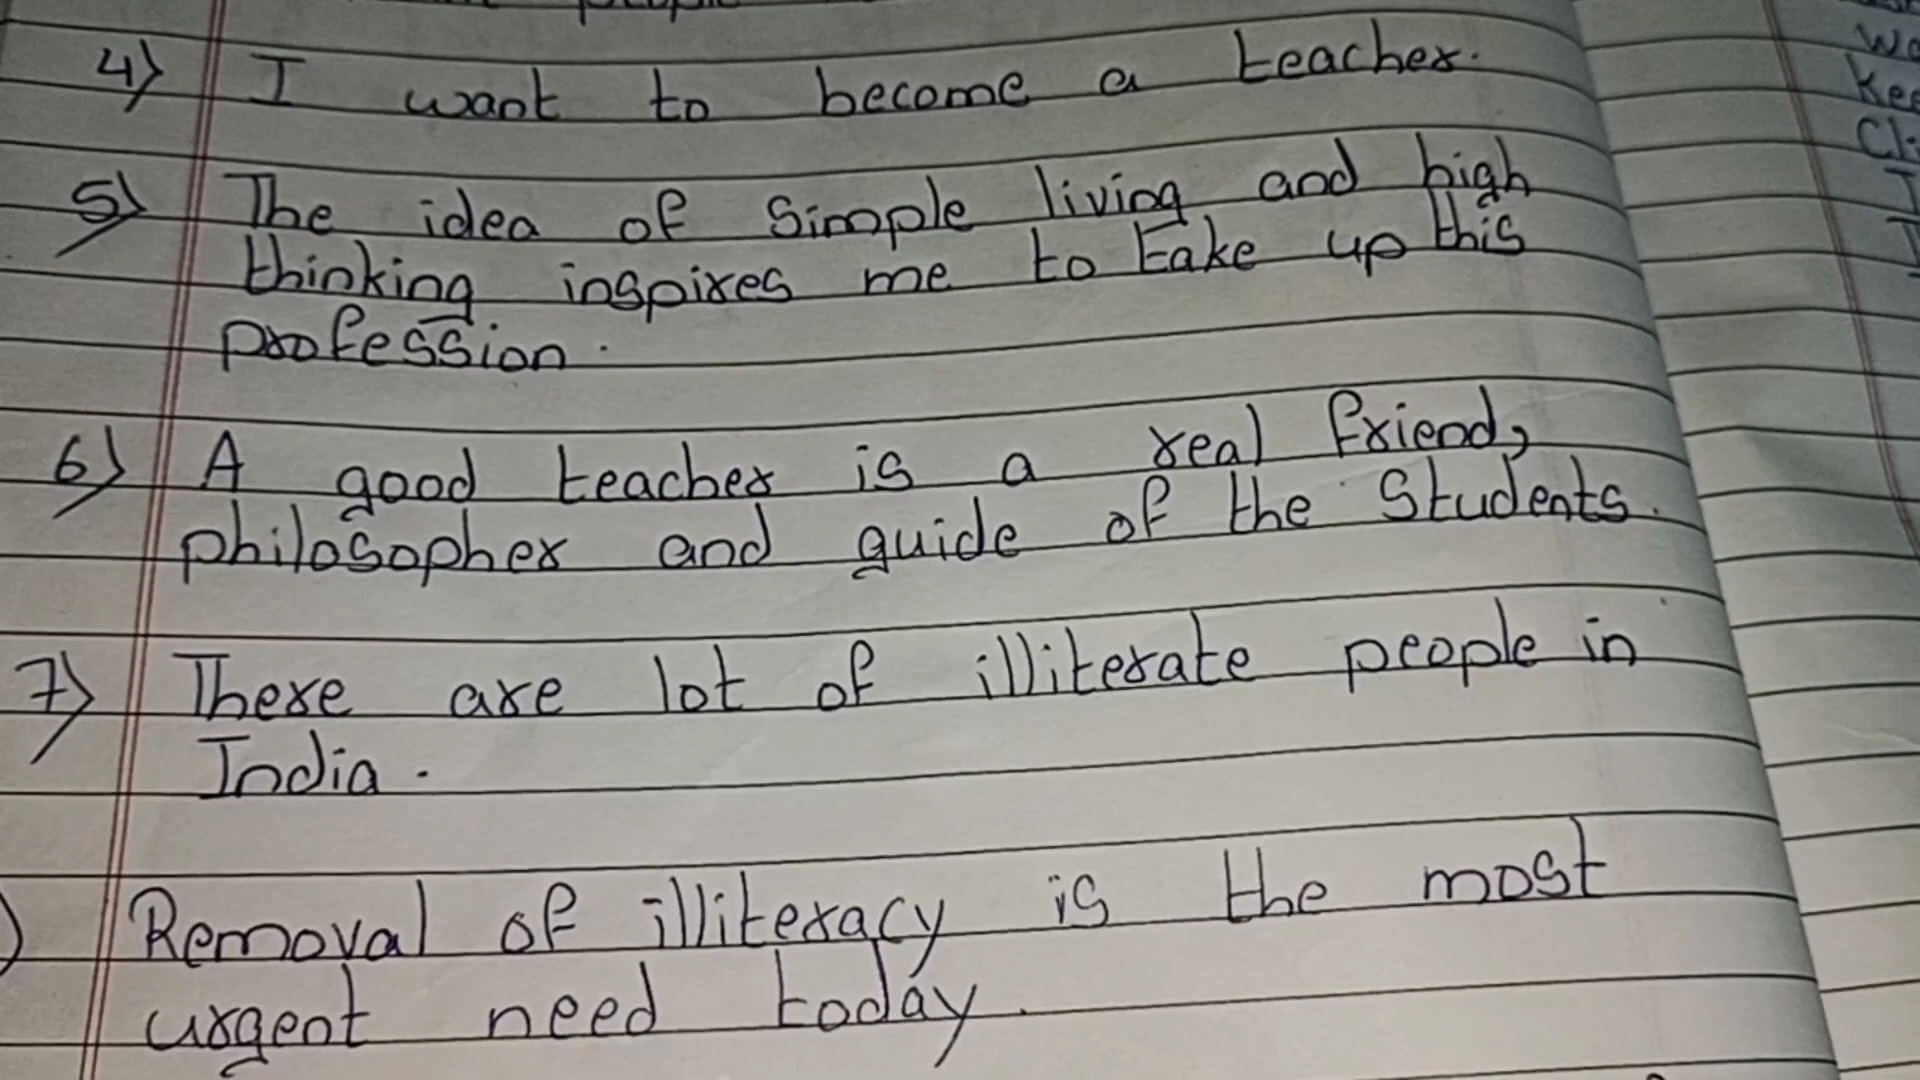 people
4) I want to become a teacher.
5) The idea of Simple living and high
thinking inspires me to take up this
profession.
6) A good teacher is a real friend,
philosopher and guide of the Students.
7) There are lot of illiterate people in
India.
) Removal of illiteracy is the most
urgent need today.